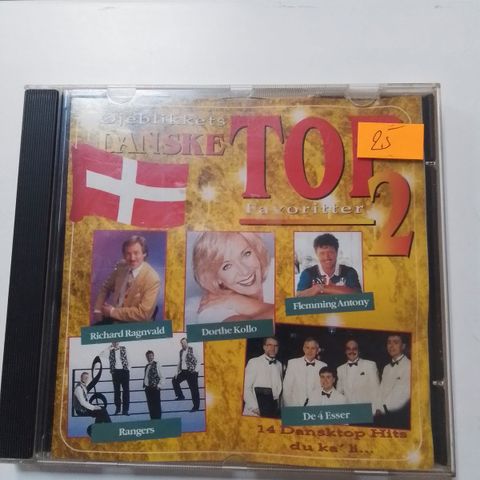 Øjeblikkets
DANSKE TOP
25,-
Favoritter 2
Richard Ragnvald
Dorthe Kollo
Flemming Antony
Rangers
De 4 Esser
14 Dansktop Hits
du ka' li...